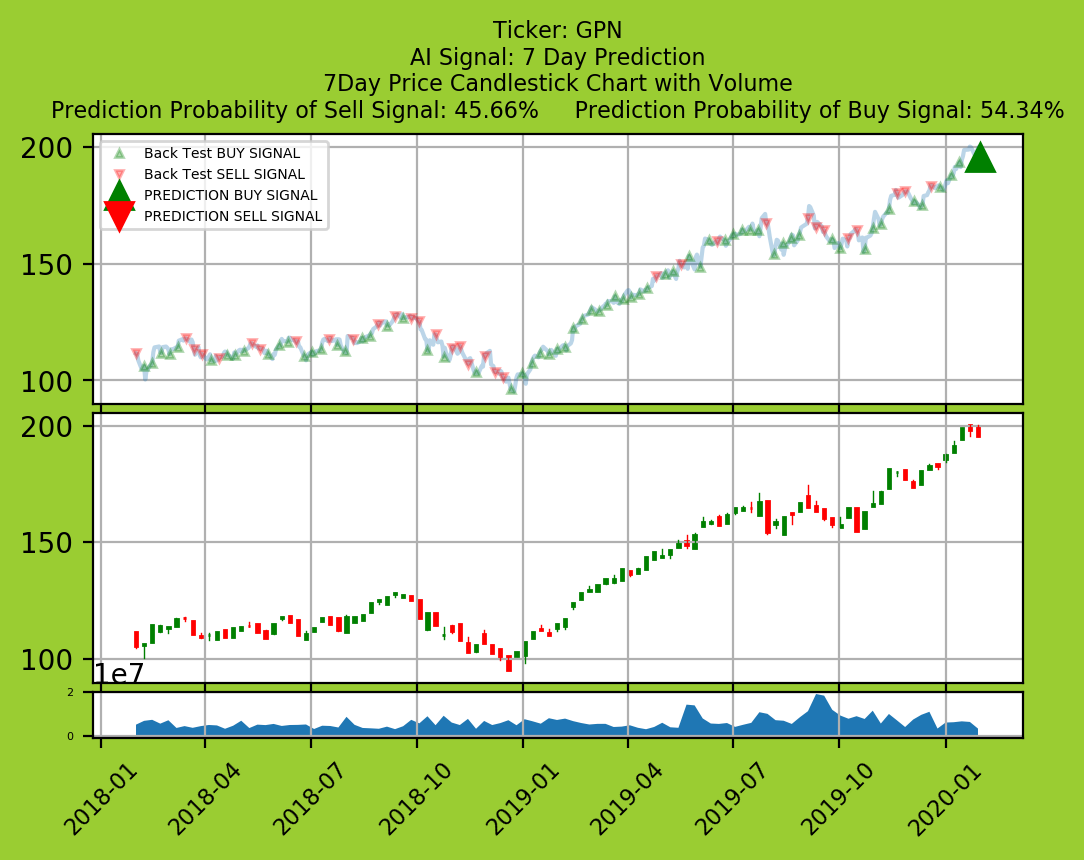 Ticker: GPN
AI Signal: 7 Day Prediction
7Day Price Candlestick Chart with Volume
Prediction Probability of Sell Signal: 45.66% Prediction Probability of Buy Signal: 54.34%
200
150
100
Back Test BUY SIGNAL
Back Test SELL SIGNAL
PREDICTION BUY SIGNAL
PREDICTION SELL SIGNAL
200
150
100
1e7
2
0
2018-01
2018-04
2018-07
2018-10
2019-01
2019-04
2019-07
2019-10
2020-01